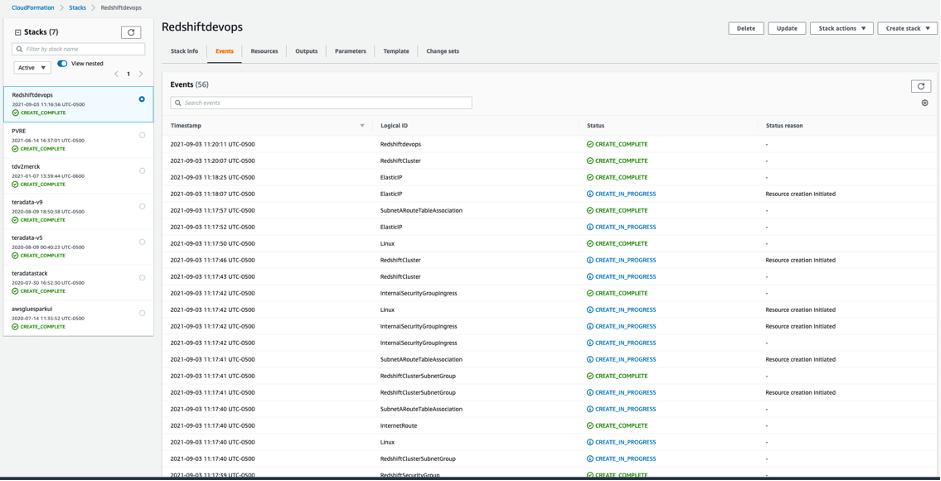 CloudFormation > Stacks > Redshiftdevops
Stacks (7)
Filter by stack name
Active ▼ View nested
< 1 >
Redshiftdevops
2021-09-03 11:16:56 UTC-0500
CREATE_COMPLETE
PVRE
2021-06-14 16:57:01 UTC-0500
CREATE_COMPLETE
tdv2merck
2021-01-07 13:59:44 UTC-0600
CREATE_COMPLETE
teradata-v9
2020-08-09 18:50:58 UTC-0500
CREATE_COMPLETE
teradata-v5
2020-08-09 00:40:23 UTC-0500
CREATE_COMPLETE
teradatastack
2020-07-30 16:52:50 UTC-0500
CREATE_COMPLETE
awsgluesparkui
2020-07-14 11:35:52 UTC-0500
CREATE_COMPLETE
Redshiftdevops
Delete Update Stack actions ▼ Create stack ▼
Stack info Events Resources Outputs Parameters Template Change sets
Events (56)
Search events
Timestamp Logical ID Status Status reason
2021-09-03 11:20:11 UTC-0500 Redshiftdevops CREATE_COMPLETE -
2021-09-03 11:20:07 UTC-0500 RedshiftCluster CREATE_COMPLETE -
2021-09-03 11:18:25 UTC-0500 ElasticIP CREATE_COMPLETE -
2021-09-03 11:18:07 UTC-0500 ElasticIP CREATE_IN_PROGRESS Resource creation Initiated
2021-09-03 11:17:57 UTC-0500 SubnetARouteTableAssociation CREATE_COMPLETE -
2021-09-03 11:17:52 UTC-0500 ElasticIP CREATE_IN_PROGRESS -
2021-09-03 11:17:50 UTC-0500 Linux CREATE_COMPLETE -
2021-09-03 11:17:46 UTC-0500 RedshiftCluster CREATE_IN_PROGRESS Resource creation Initiated
2021-09-03 11:17:43 UTC-0500 RedshiftCluster CREATE_IN_PROGRESS -
2021-09-03 11:17:42 UTC-0500 InternalSecurityGroupIngress CREATE_COMPLETE -
2021-09-03 11:17:42 UTC-0500 Linux CREATE_IN_PROGRESS Resource creation Initiated
2021-09-03 11:17:42 UTC-0500 InternalSecurityGroupIngress CREATE_IN_PROGRESS Resource creation Initiated
2021-09-03 11:17:42 UTC-0500 InternalSecurityGroupIngress CREATE_IN_PROGRESS -
2021-09-03 11:17:41 UTC-0500 SubnetARouteTableAssociation CREATE_IN_PROGRESS Resource creation Initiated
2021-09-03 11:17:41 UTC-0500 RedshiftClusterSubnetGroup CREATE_COMPLETE -
2021-09-03 11:17:41 UTC-0500 RedshiftClusterSubnetGroup CREATE_IN_PROGRESS Resource creation Initiated
2021-09-03 11:17:40 UTC-0500 SubnetARouteTableAssociation CREATE_IN_PROGRESS -
2021-09-03 11:17:40 UTC-0500 InternetRoute CREATE_COMPLETE -
2021-09-03 11:17:40 UTC-0500 Linux CREATE_IN_PROGRESS -
2021-09-03 11:17:40 UTC-0500 RedshiftClusterSubnetGroup CREATE_IN_PROGRESS -
2021-09-03 11:17:39 UTC-0500 RedshiftSecurityGroup CREATE_COMPLETE -